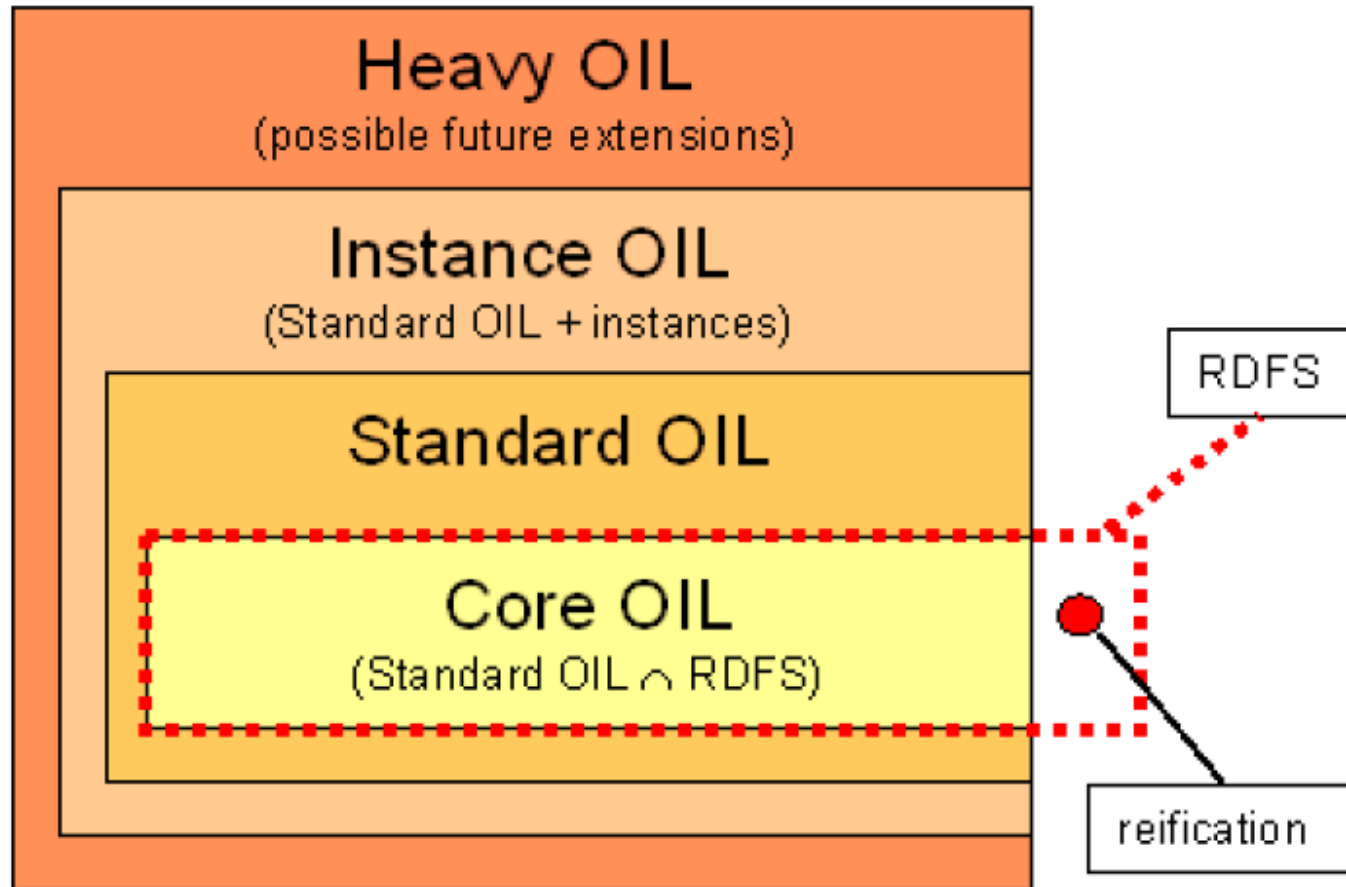 Heavy OIL
(possible future extensions)
Instance OIL
(Standard OIL + instances)
RDFS
Standard OIL
Core OIL
(Standard OIL ∩ RDFS)
reification